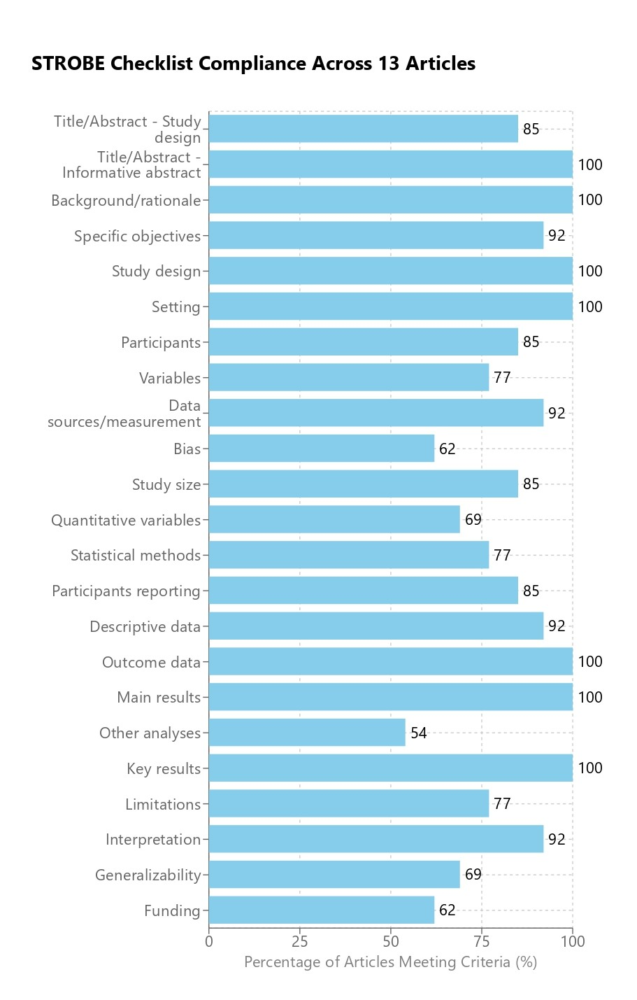 STROBE Checklist Compliance Across 13 Articles
Title/Abstract - Study
design
85
Title/Abstract -
Informative abstract
100
Background/rationale
100
Specific objectives
92
Study design
100
Setting
100
Participants
85
Variables
77
Data
sources/measurement
92
Bias
62
Study size
85
Quantitative variables
69
Statistical methods
77
Participants reporting
85
Descriptive data
92
Outcome data
100
Main results
100
Other analyses
54
Key results
100
Limitations
77
Interpretation
92
Generalizability
69
Funding
62
0 25 50 75 100
Percentage of Articles Meeting Criteria (%)